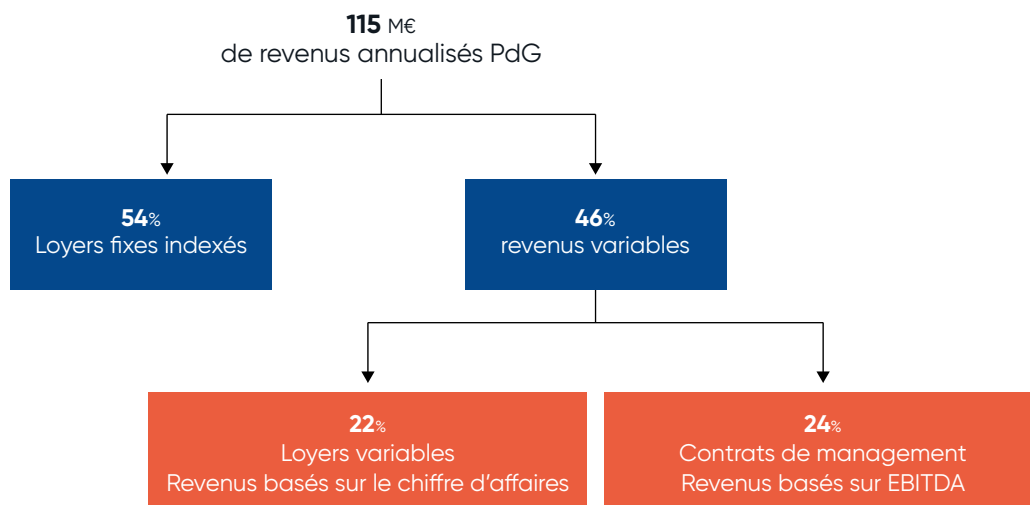 115 M€
de revenus annualisés PdG
54%
Loyers fixes indexés
46%
revenus variables
22%
Loyers variables
Revenus basés sur le chiffre d’affaires
24%
Contrats de management
Revenus basés sur EBITDA